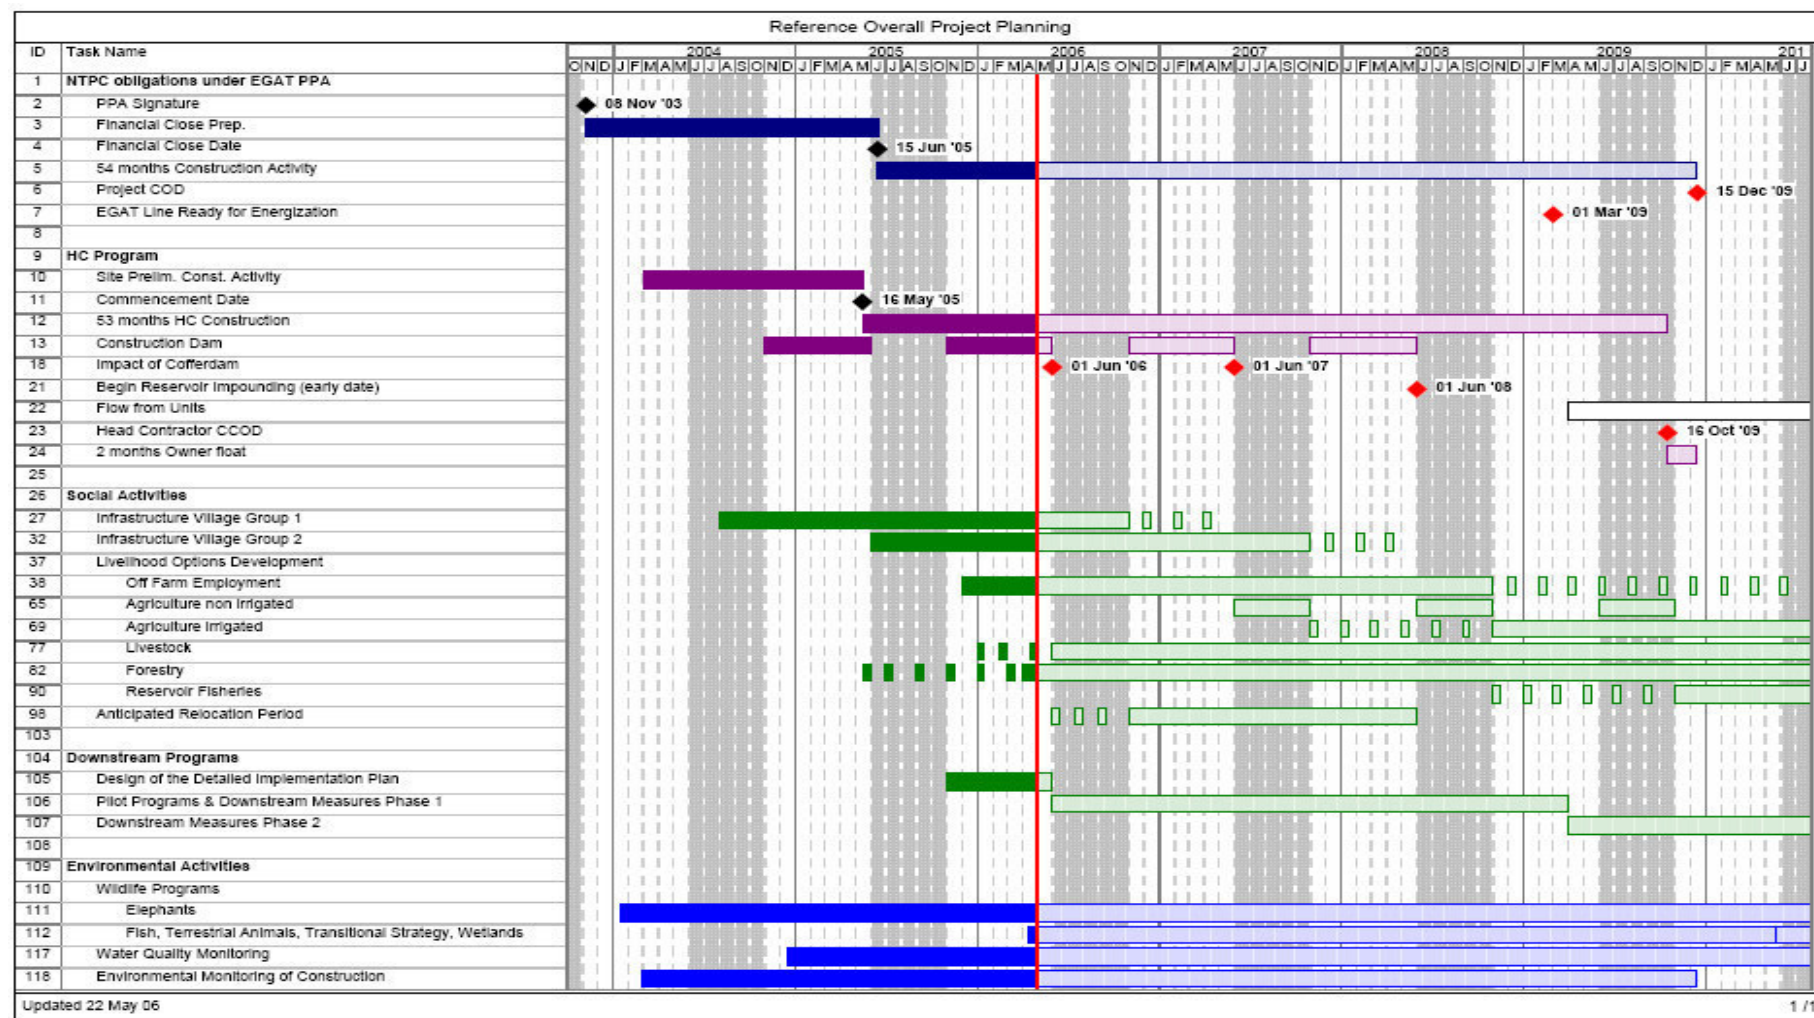 Reference Overall Project Planning
ID Task Name 2004 2005 2006 2007 2008 2009 201
O N D J F M A M J J A S O N D J F M A M J J A S O N D J F M A M J J A S O N D J F M A M J J A S O N D J F M A M J J A S O N D J F M A M J J A S O N D J F M A M J J
1 NTPC obligations under EGAT PPA
2 PPA Signature 08 Nov '03
3 Financial Close Prep.
4 Financial Close Date 15 Jun '05
5 54 months Construction Activity
6 Project COD 15 Dec '09
7 EGAT Line Ready for Energization 01 Mar '09
8
9 HC Program
10 Site Prelim. Const. Activity
11 Commencement Date 16 May '05
12 53 months HC Construction
13 Construction Dam
18 Impact of Cofferdam 01 Jun '06 01 Jun '07
21 Begin Reservoir Impounding (early date) 01 Jun '08
22 Flow from Units
23 Head Contractor CCOD 16 Oct '09
24 2 months Owner float
25
26 Social Activities
27 Infrastructure Village Group 1
32 Infrastructure Village Group 2
37 Livelihood Options Development
38 Off Farm Employment
65 Agriculture non Irrigated
69 Agriculture Irrigated
77 Livestock
82 Forestry
90 Reservoir Fisheries
98 Anticipated Relocation Period
103
104 Downstream Programs
105 Design of the Detailed Implementation Plan
106 Pilot Programs & Downstream Measures Phase 1
107 Downstream Measures Phase 2
108
109 Environmental Activities
110 Wildlife Programs
111 Elephants
112 Fish, Terrestrial Animals, Transitional Strategy, Wetlands
117 Water Quality Monitoring
118 Environmental Monitoring of Construction
Updated 22 May 06 1 /1